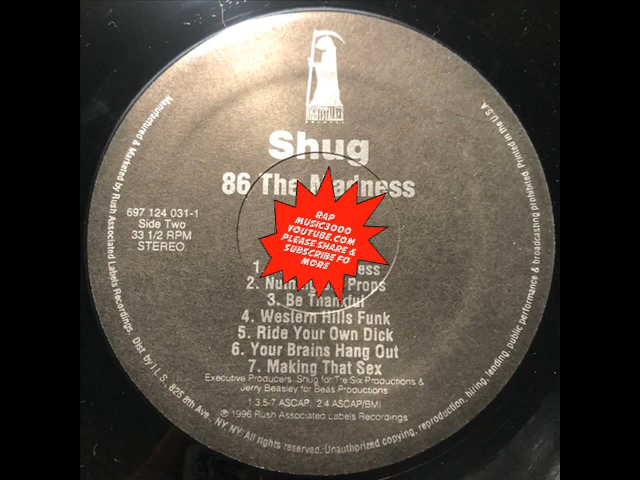 NIGHTSTALKER
Shug
86 The Madness
697 124 031-1
Side Two
33 1/2 RPM
STEREO
RAP
MUSIC3000
YOUTUBE.COM
PLEASE SHARE &
SUBSCRIBE FO
MORE
1. ess
2. Props
3. Be Thankful
4. Western Hills Funk
5. Ride Your Own Dick
6. Your Brains Hang Out
7. Making That Sex
Executive Producers: Shug for Tre Six Productions &
Jerry Beasley for Beas Productions
1.3.5-7 ASCAP 2.4 ASCAP/BMI
℗ 1996 Rush Associated Labels Recordings
Manufactured & Marketed by Rush Associated Labels Recordings. Dist by I.L.S. 825 8th Ave., NY, NY. All rights reserved. Unauthorized copying, reproduction, hiring, lending, public performance & broadcasting prohibited. Printed in the U.S.A